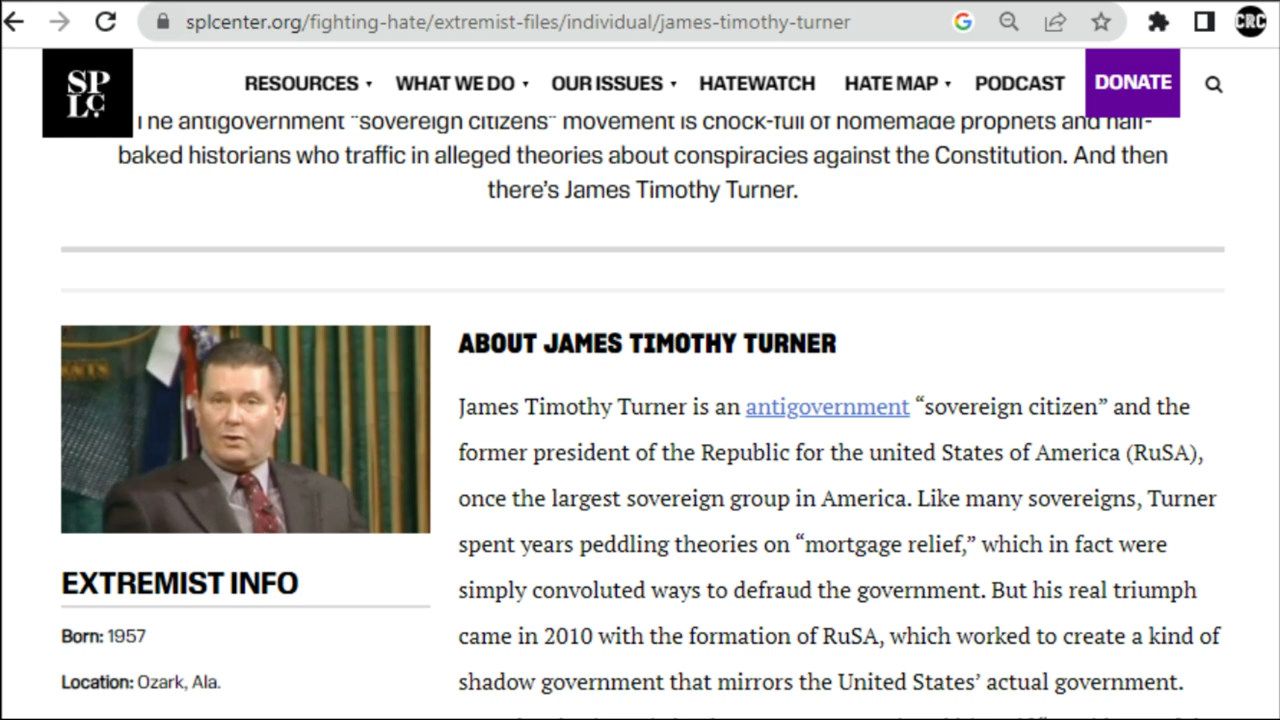 splcenter.org/fighting-hate/extremist-files/individual/james-timothy-turner
CRC
SPLC
RESOURCES WHAT WE DO OUR ISSUES HATEWATCH HATE MAP PODCAST DONATE
The antigovernment "sovereign citizens" movement is chock-full of homemade prophets and half-
baked historians who traffic in alleged theories about conspiracies against the Constitution. And then
there's James Timothy Turner.
ABOUT JAMES TIMOTHY TURNER
James Timothy Turner is an antigovernment “sovereign citizen” and the
former president of the Republic for the united States of America (RuSA),
once the largest sovereign group in America. Like many sovereigns, Turner
spent years peddling theories on “mortgage relief,” which in fact were
simply convoluted ways to defraud the government. But his real triumph
came in 2010 with the formation of RuSA, which worked to create a kind of
shadow government that mirrors the United States’ actual government.
EXTREMIST INFO
Born: 1957
Location: Ozark, Ala.